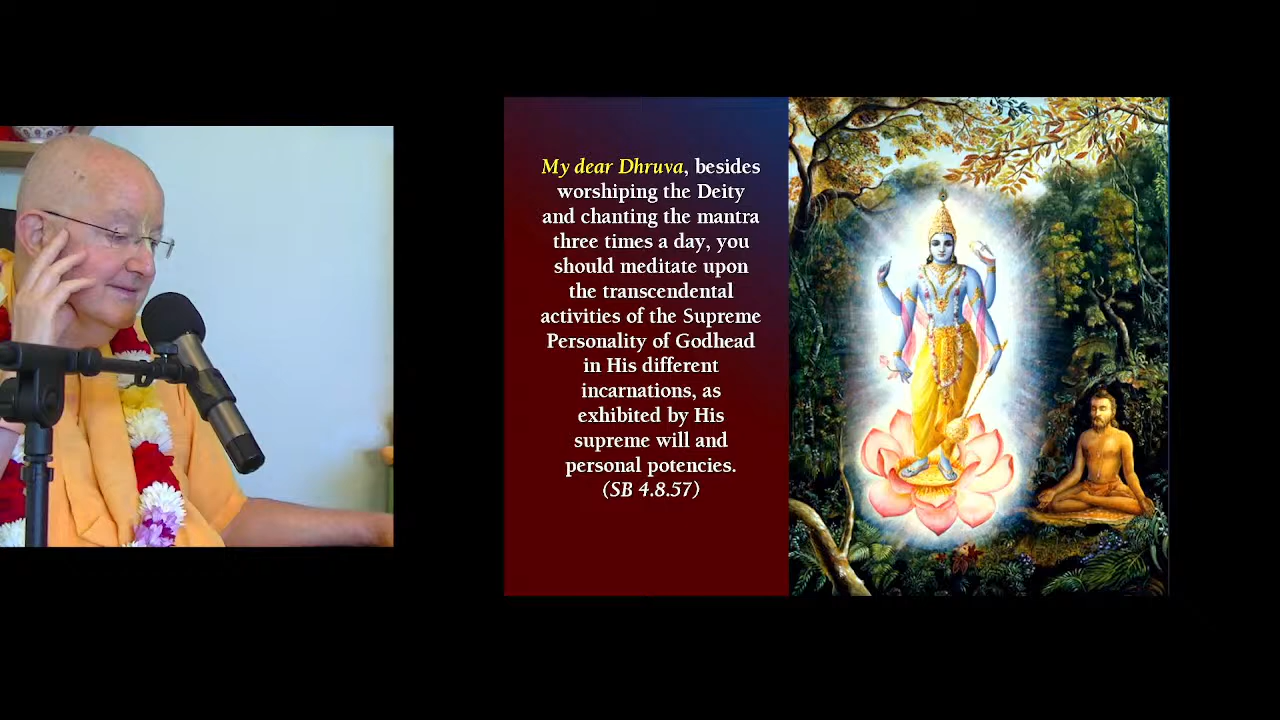 My dear Dhruva, besides
worshiping the Deity
and chanting the mantra
three times a day, you
should meditate upon
the transcendental
activities of the Supreme
Personality of Godhead
in His different
incarnations, as
exhibited by His
supreme will and
personal potencies.
(SB 4.8.57)